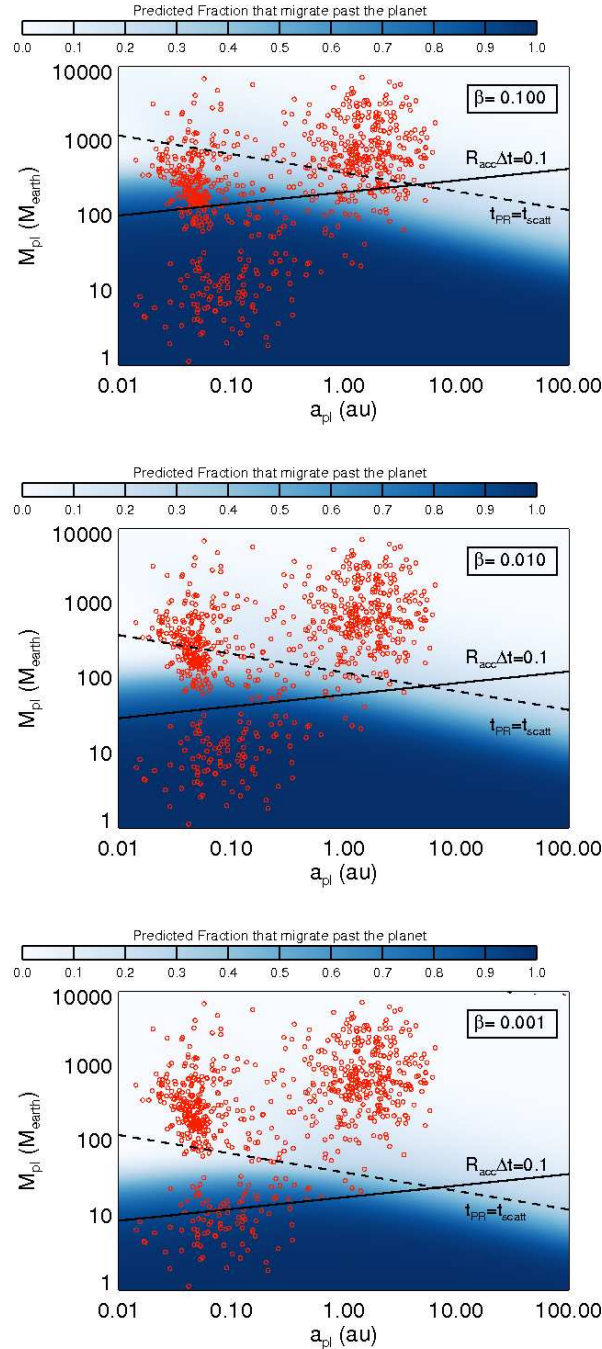 Predicted Fraction that migrate past the planet
0.0 0.1 0.2 0.3 0.4 0.5 0.6 0.7 0.8 0.9 1.0
10000
1000
100
10
1
M_pl (M_earth)
β= 0.100
R_accΔt=0.1
t_PR=t_scatt
0.01 0.10 1.00 10.00 100.00
a_pl (au)
Predicted Fraction that migrate past the planet
0.0 0.1 0.2 0.3 0.4 0.5 0.6 0.7 0.8 0.9 1.0
10000
1000
100
10
1
M_pl (M_earth)
β= 0.010
R_accΔt=0.1
t_PR=t_scatt
0.01 0.10 1.00 10.00 100.00
a_pl (au)
Predicted Fraction that migrate past the planet
0.0 0.1 0.2 0.3 0.4 0.5 0.6 0.7 0.8 0.9 1.0
10000
1000
100
10
1
M_pl (M_earth)
β= 0.001
R_accΔt=0.1
t_PR=t_scatt
0.01 0.10 1.00 10.00 100.00
a_pl (au)